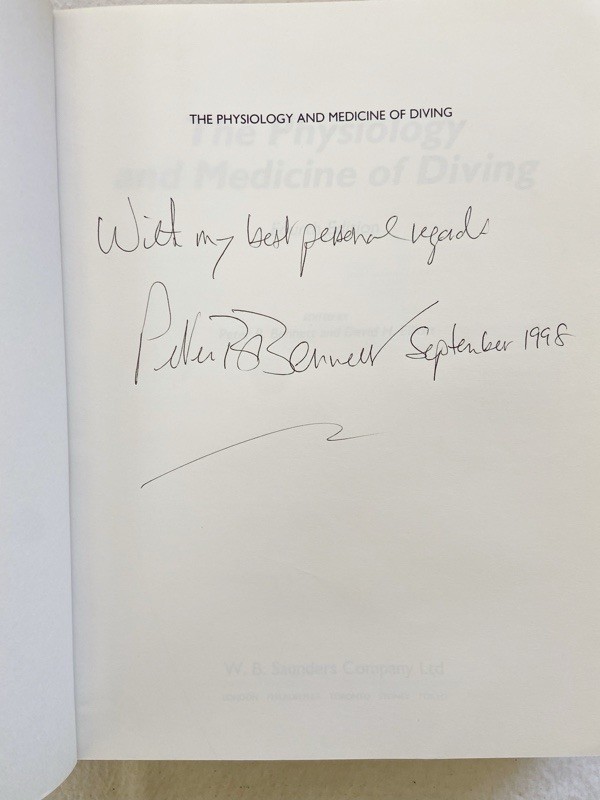 THE PHYSIOLOGY AND MEDICINE OF DIVING
The Physiology
and Medicine of Diving
With my best personal regards
Peter B Bennett September 1998
W. B. Saunders Company Ltd